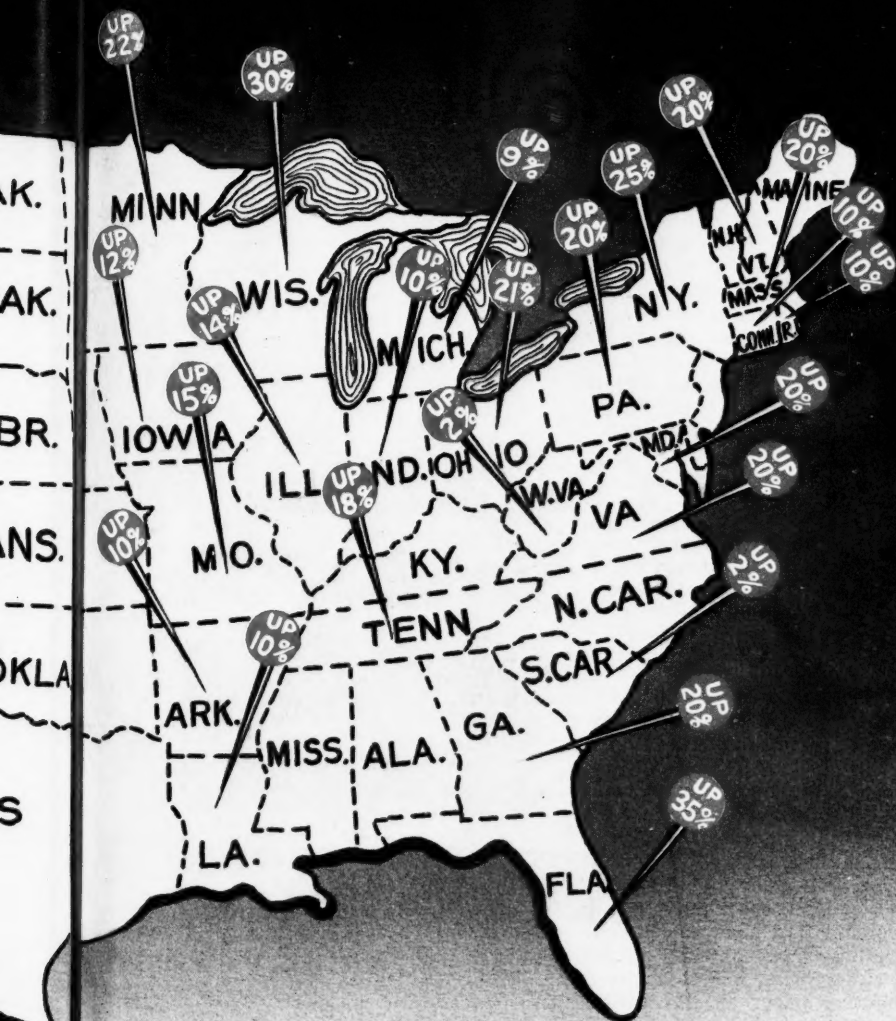 UP
22%
UP
30%
UP
20%
UP
20%
UP
9%
UP
25%
AK.
MINN
MAINE
UP
10%
UP
20%
N.H.
UP
12%
UP
10%
UP
10%
VT.
UP
21%
AK.
WIS.
MASS
N.Y.
UP
14%
CONN.
R.
MICH.
UP
15%
UP
20%
PA.
UP
2%
BR.
IOWA
MD.
OHIO
IND.
ILL
UP
20%
UP
18%
W.VA.
VA
ANS.
UP
10%
MO.
KY.
UP
2%
N.CAR.
TENN
UP
10%
S.CAR
OKLA
UP
20%
ARK.
GA.
MISS.
ALA.
S
UP
35%
LA.
FLA